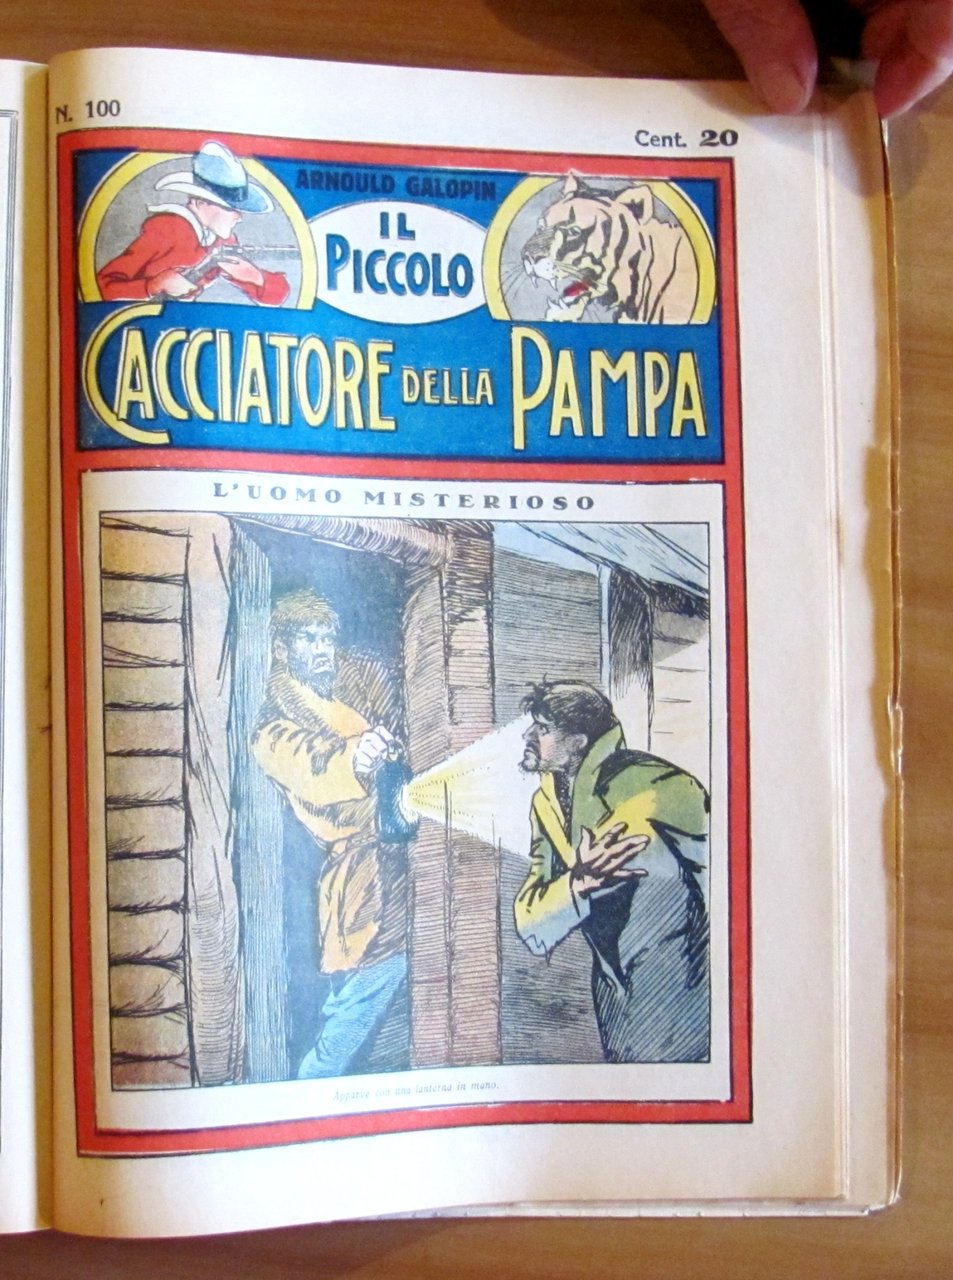 N. 100
Cent. 20
ARNOULD GALOPIN
IL
PICCOLO
CACCIATORE DELLA PAMPA
L'UOMO MISTERIOSO
Apparve con una lanterna in mano.